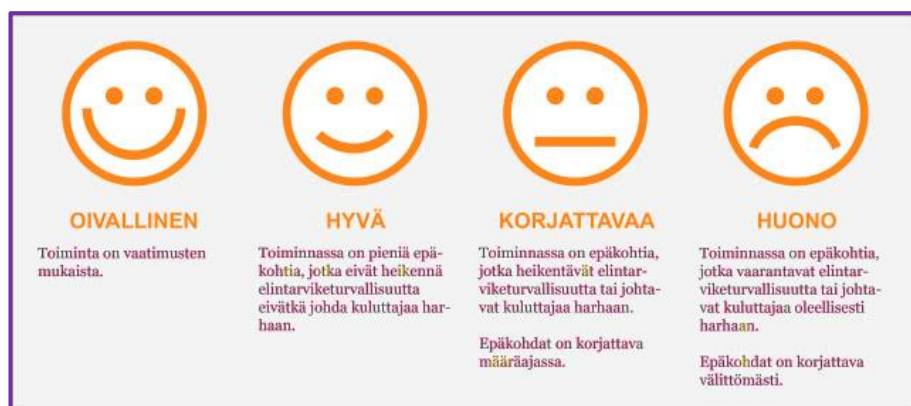 OIVALLINEN
Toiminta on vaatimusten
mukaista.
HYVÄ
Toiminnassa on pieniä epä-
kohtia, jotka eivät heikennä
elintarviketurvallisuutta
eivätkä johda kuluttajaa har-
haan.
KORJATTAVAA
Toiminnassa on epäkohtia,
jotka heikentävät elintar-
viketurvallisuutta tai johta-
vat kuluttajaa harhaan.
Epäkohdat on korjattava
määräajassa.
HUONO
Toiminnassa on epäkohtia,
jotka vaarantavat elintar-
viketurvallisuutta tai johta-
vat kuluttajaa oleellisesti
harhaan.
Epäkohdat on korjattava
välittömästi.